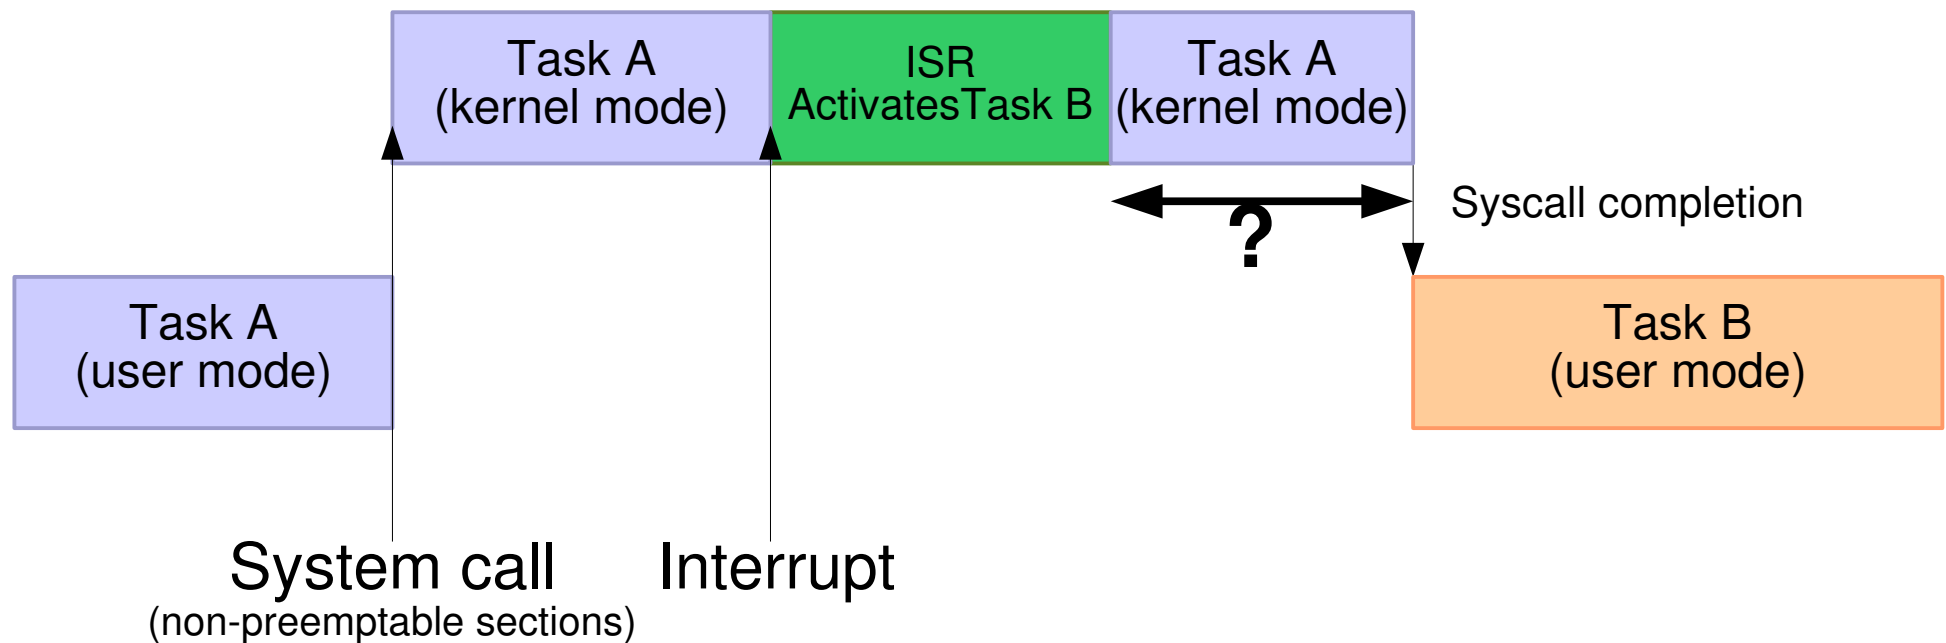 Task A
(kernel mode)
ISR
ActivatesTask B
Task A
(kernel mode)
?
Syscall completion
Task A
(user mode)
Task B
(user mode)
System call
(non-preemptable sections)
Interrupt